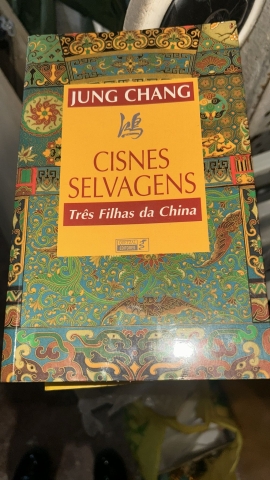 JUNG CHANG
鴻
CISNES
SELVAGENS
Três Filhas da China